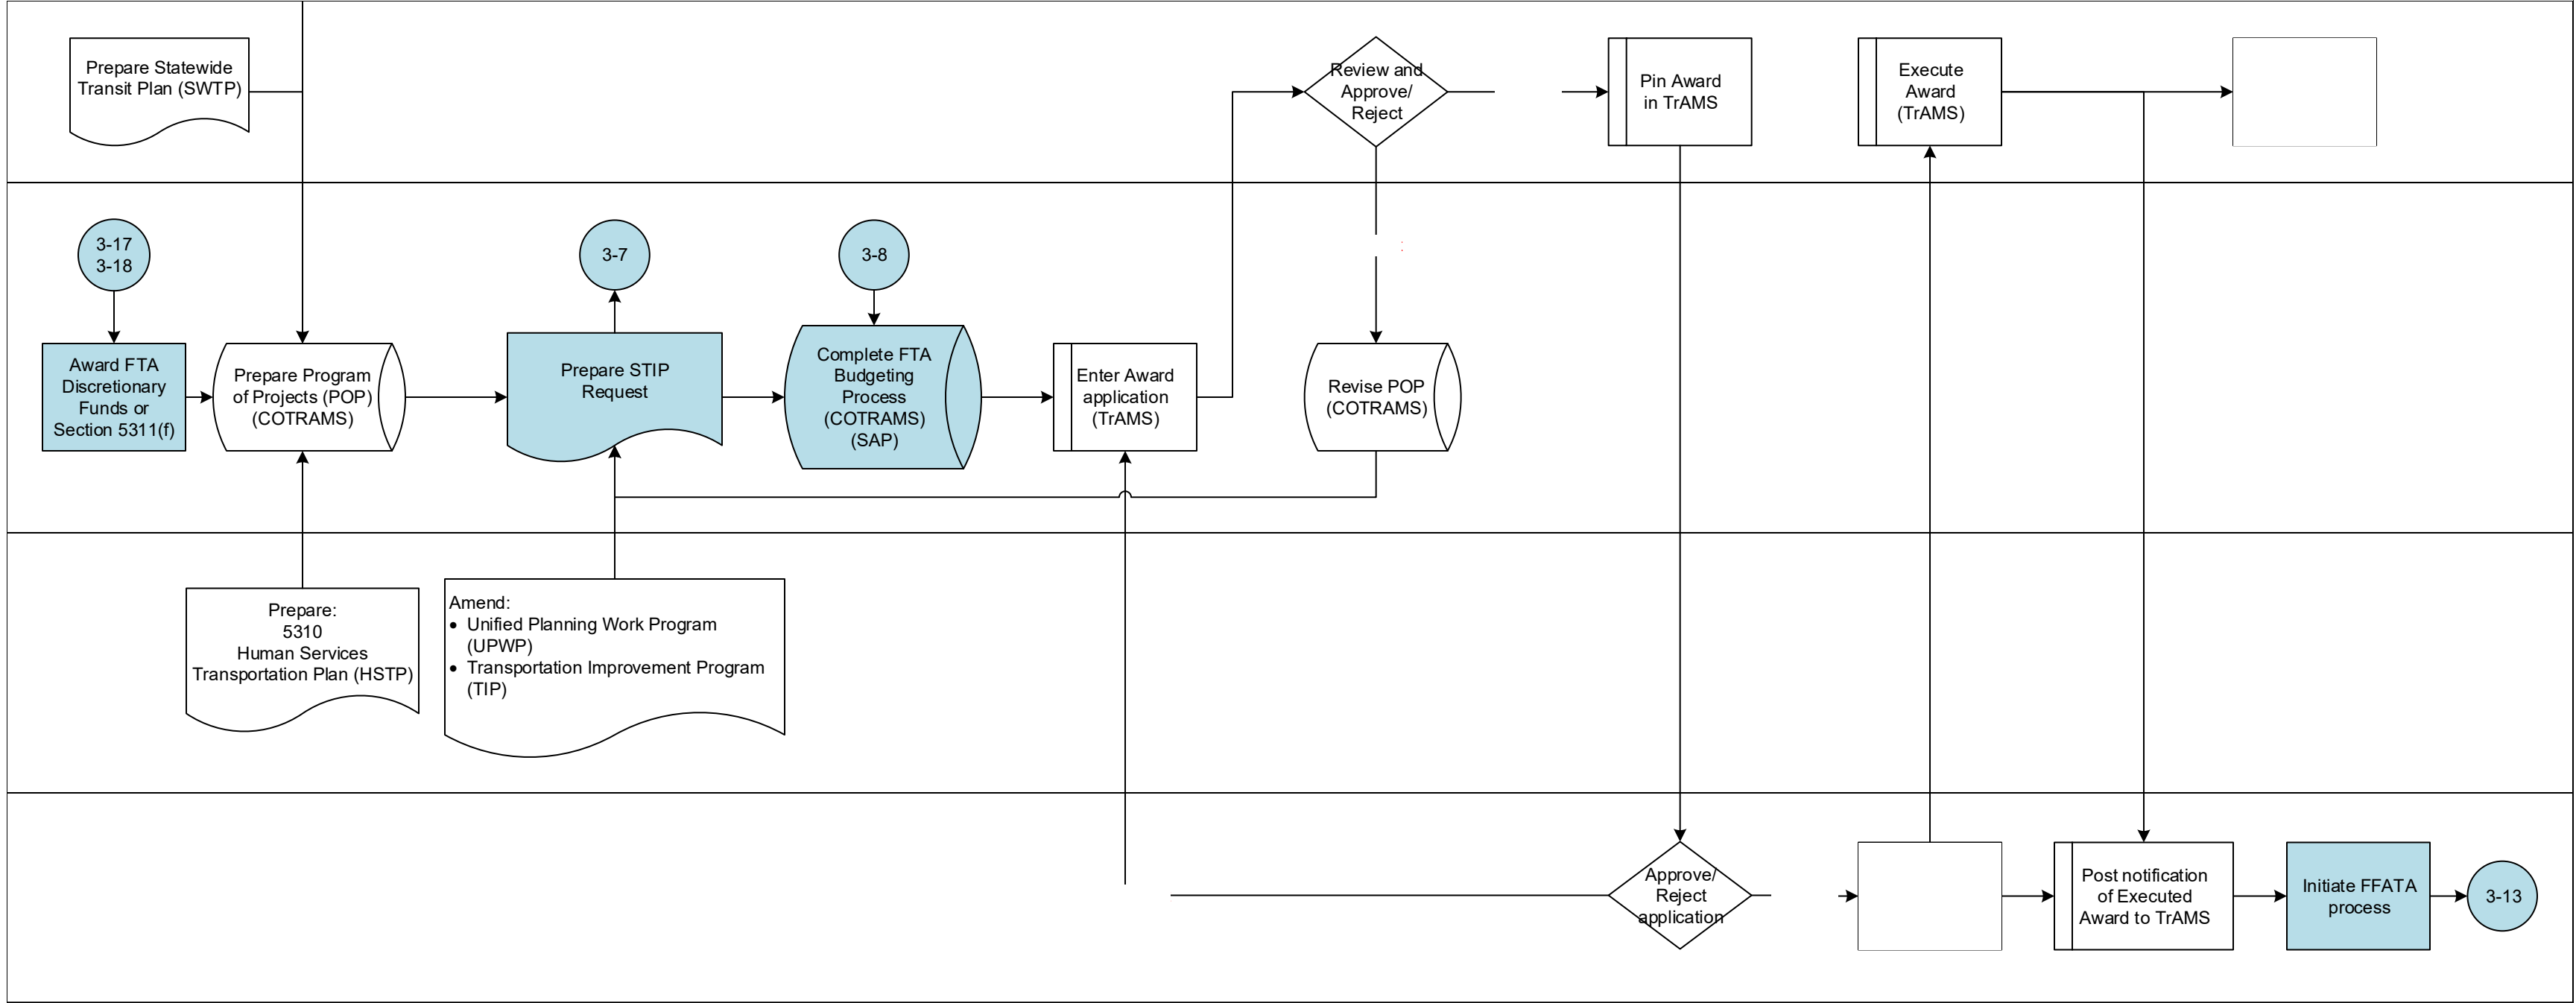 Prepare Statewide
Transit Plan (SWTP)
Review and
Approve/
Reject
Pin Award
in TrAMS
Execute
Award
(TrAMS)
3-17
3-18
3-7
3-8
Award FTA
Discretionary
Funds or
Section 5311(f)
Prepare Program
of Projects (POP)
(COTRAMS)
Prepare STIP
Request
Complete FTA
Budgeting
Process
(COTRAMS)
(SAP)
Enter Award
application
(TrAMS)
Revise POP
(COTRAMS)
Prepare:
5310
Human Services
Transportation Plan (HSTP)
Amend:
• Unified Planning Work Program
(UPWP)
• Transportation Improvement Program
(TIP)
Approve/
Reject
application
Post notification
of Executed
Award to TrAMS
Initiate FFATA
process
3-13